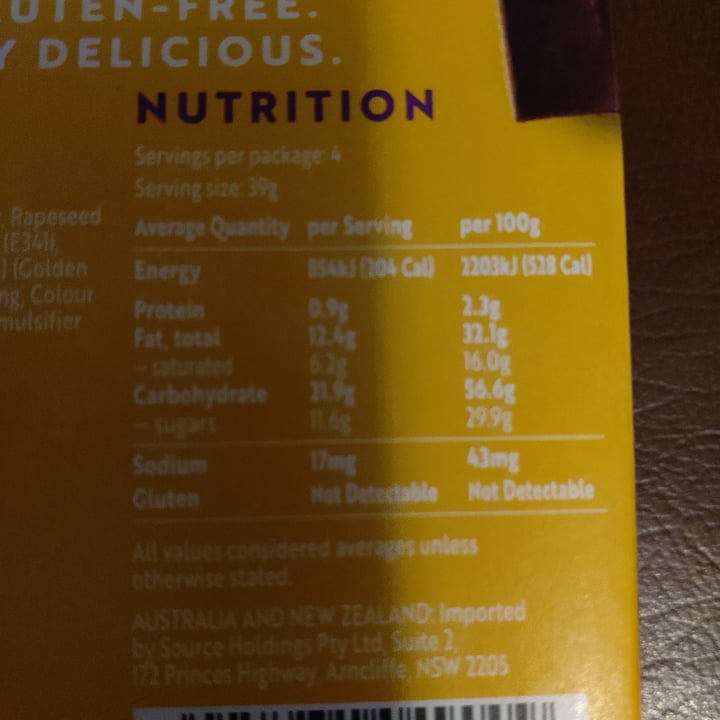 UTEN-FREE.
Y DELICIOUS.
NUTRITION
Servings per package: 4
Serving size: 39g
Rapeseed
(E341),
) (Golden
ng, Colour
mulsifier
Average Quantity per Serving per 100g
Energy 854kJ (204 Cal) 2203kJ (528 Cal)
Protein 0.9g 2.3g
Fat, total 12.4g 32.1g
– saturated 6.2g 16.0g
Carbohydrate 21.9g 56.6g
– sugars 11.6g 29.9g
Sodium 17mg 43mg
Gluten Not Detectable Not Detectable
All values considered averages unless
otherwise stated.
AUSTRALIA AND NEW ZEALAND: Imported
by Source Holdings Pty Ltd, Suite 2,
172 Princes Highway, Arncliffe, NSW 2205